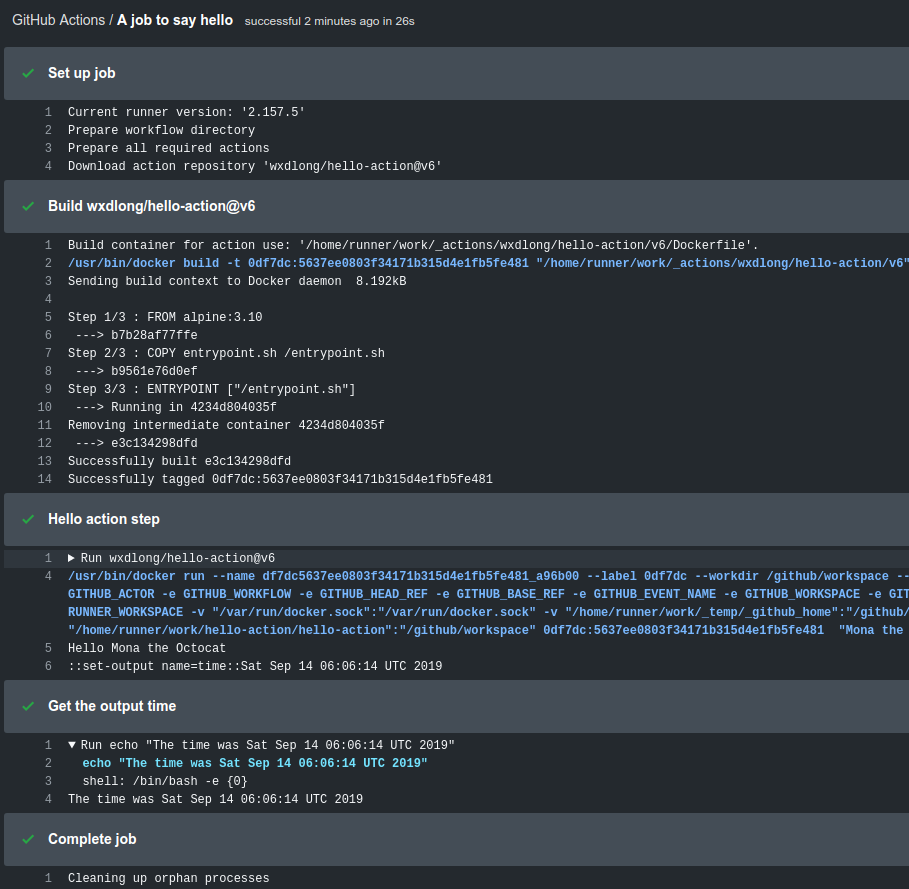 GitHub Actions / A job to say hello successful 2 minutes ago in 26s
Set up job
1 Current runner version: '2.157.5'
2 Prepare workflow directory
3 Prepare all required actions
4 Download action repository 'wxdlong/hello-action@v6'
Build wxdlong/hello-action@v6
1 Build container for action use: '/home/runner/work/_actions/wxdlong/hello-action/v6/Dockerfile'.
2 /usr/bin/docker build -t 0df7dc:5637ee0803f34171b315d4e1fb5fe481 "/home/runner/work/_actions/wxdlong/hello-action/v6"
3 Sending build context to Docker daemon  8.192kB
4
5 Step 1/3 : FROM alpine:3.10
6  ---> b7b28af77ffe
7 Step 2/3 : COPY entrypoint.sh /entrypoint.sh
8  ---> b9561e76d0ef
9 Step 3/3 : ENTRYPOINT ["/entrypoint.sh"]
10  ---> Running in 4234d804035f
11 Removing intermediate container 4234d804035f
12  ---> e3c134298dfd
13 Successfully built e3c134298dfd
14 Successfully tagged 0df7dc:5637ee0803f34171b315d4e1fb5fe481
Hello action step
1 ▶ Run wxdlong/hello-action@v6
4 /usr/bin/docker run --name df7dc5637ee0803f34171b315d4e1fb5fe481_a96b00 --label 0df7dc --workdir /github/workspace --
GITHUB_ACTOR -e GITHUB_WORKFLOW -e GITHUB_HEAD_REF -e GITHUB_BASE_REF -e GITHUB_EVENT_NAME -e GITHUB_WORKSPACE -e GIT
RUNNER_WORKSPACE -v "/var/run/docker.sock":"/var/run/docker.sock" -v "/home/runner/work/_temp/_github_home":"/github/
"/home/runner/work/hello-action/hello-action":"/github/workspace" 0df7dc:5637ee0803f34171b315d4e1fb5fe481  "Mona the
5 Hello Mona the Octocat
6 ::set-output name=time::Sat Sep 14 06:06:14 UTC 2019
Get the output time
1 ▼ Run echo "The time was Sat Sep 14 06:06:14 UTC 2019"
2 echo "The time was Sat Sep 14 06:06:14 UTC 2019"
3 shell: /bin/bash -e {0}
4 The time was Sat Sep 14 06:06:14 UTC 2019
Complete job
1 Cleaning up orphan processes